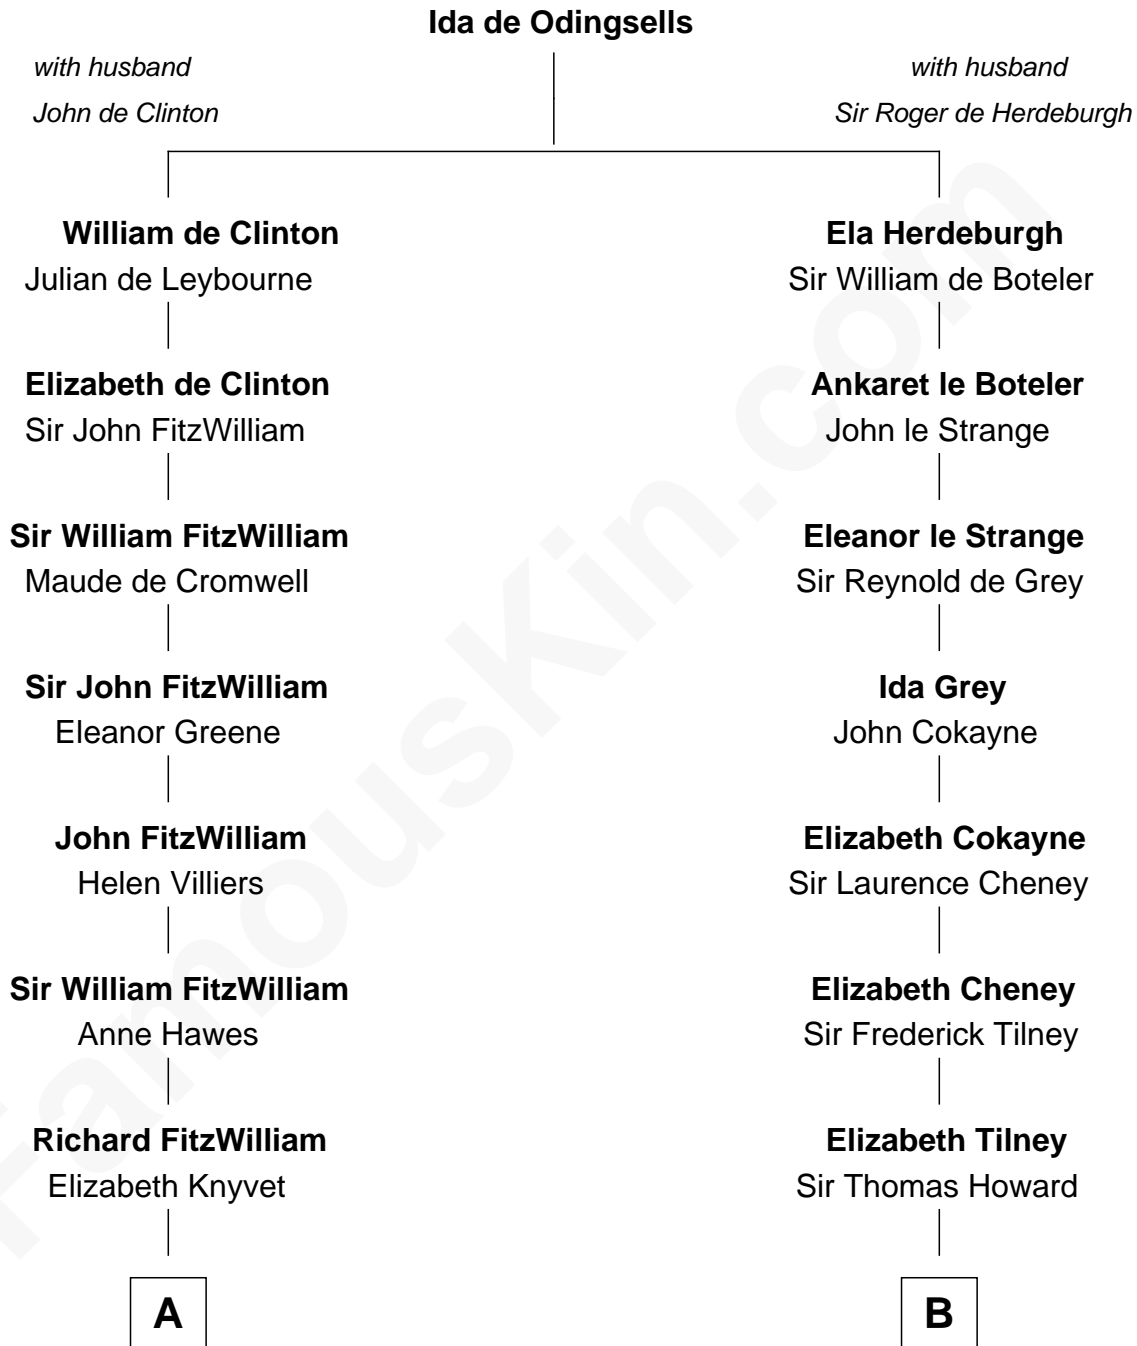 Ida de Odingsells
with husband
John de Clinton
with husband
Sir Roger de Herdeburgh
William de Clinton
Julian de Leybourne
Elizabeth de Clinton
Sir John FitzWilliam
Sir William FitzWilliam
Maude de Cromwell
Sir John FitzWilliam
Eleanor Greene
John FitzWilliam
Helen Villiers
Sir William FitzWilliam
Anne Hawes
Richard FitzWilliam
Elizabeth Knyvet
A
Ela Herdeburgh
Sir William de Boteler
Ankaret le Boteler
John le Strange
Eleanor le Strange
Sir Reynold de Grey
Ida Grey
John Cokayne
Elizabeth Cokayne
Sir Laurence Cheney
Elizabeth Cheney
Sir Frederick Tilney
Elizabeth Tilney
Sir Thomas Howard
B
FamousKin.com